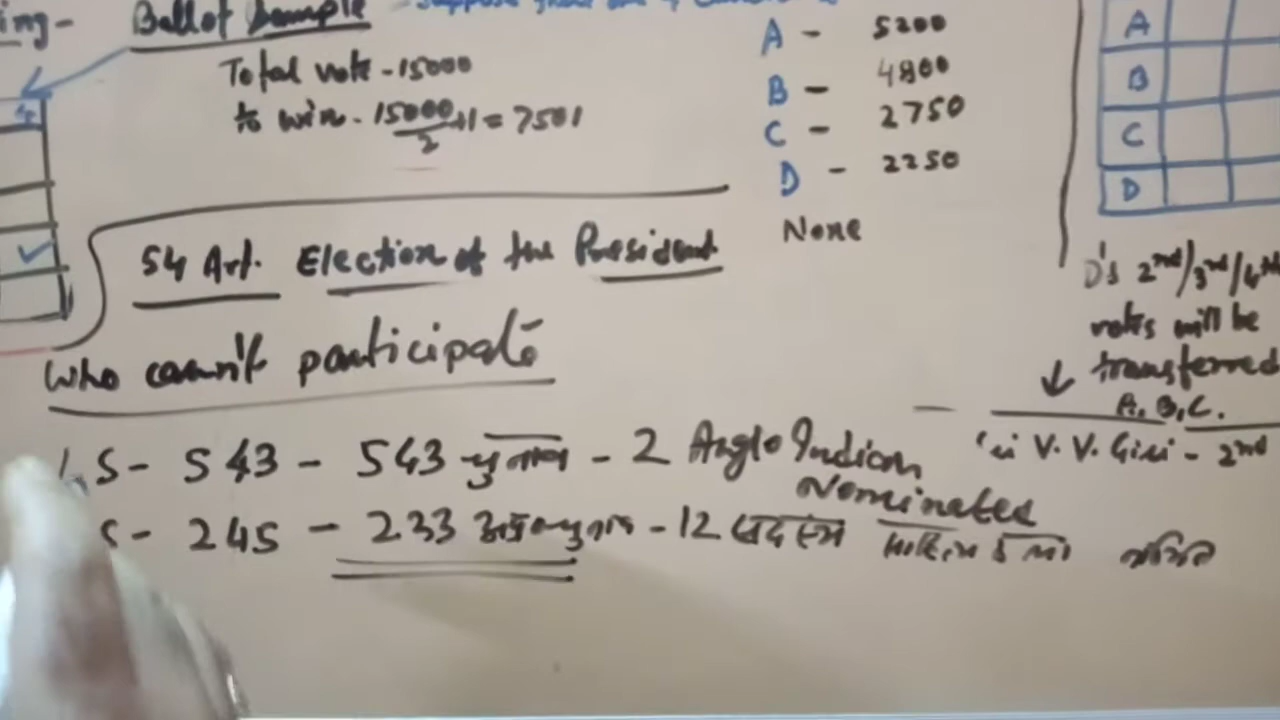 ing- Ballot Sample
Total vote - 15000
to win - 15000/2 +1 = 7501
A - 5200
B - 4800
C - 2750
D - 2250
None
A
B
C
D
D's 2nd/3rd/4th
votes will be
transferred
A, B, C.
V. V. Giri - 2nd
54 Art. Election of the President
who cann't participate
LS - 543 - 543 - 2 Anglo Indian
Nominated
S - 245 - 233 - 12